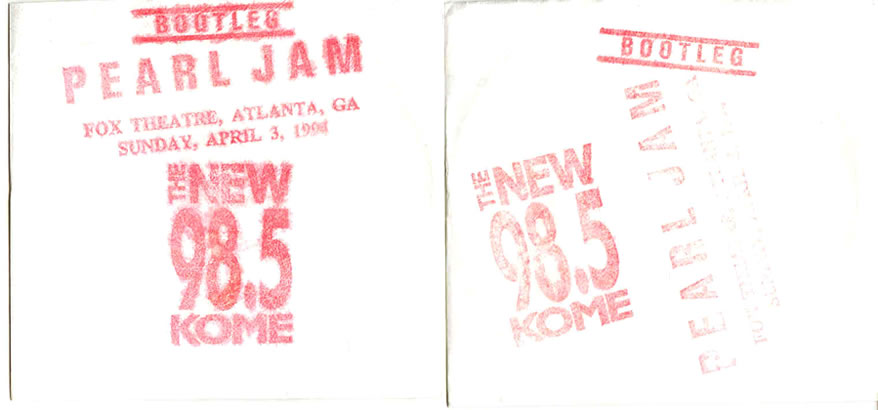 BOOTLEG
PEARL JAM
FOX THEATRE, ATLANTA, GA
SUNDAY, APRIL 3, 1994
THE NEW
98.5
KOME
BOOTLEG
PEARL JAM
THE NEW
98.5
KOME